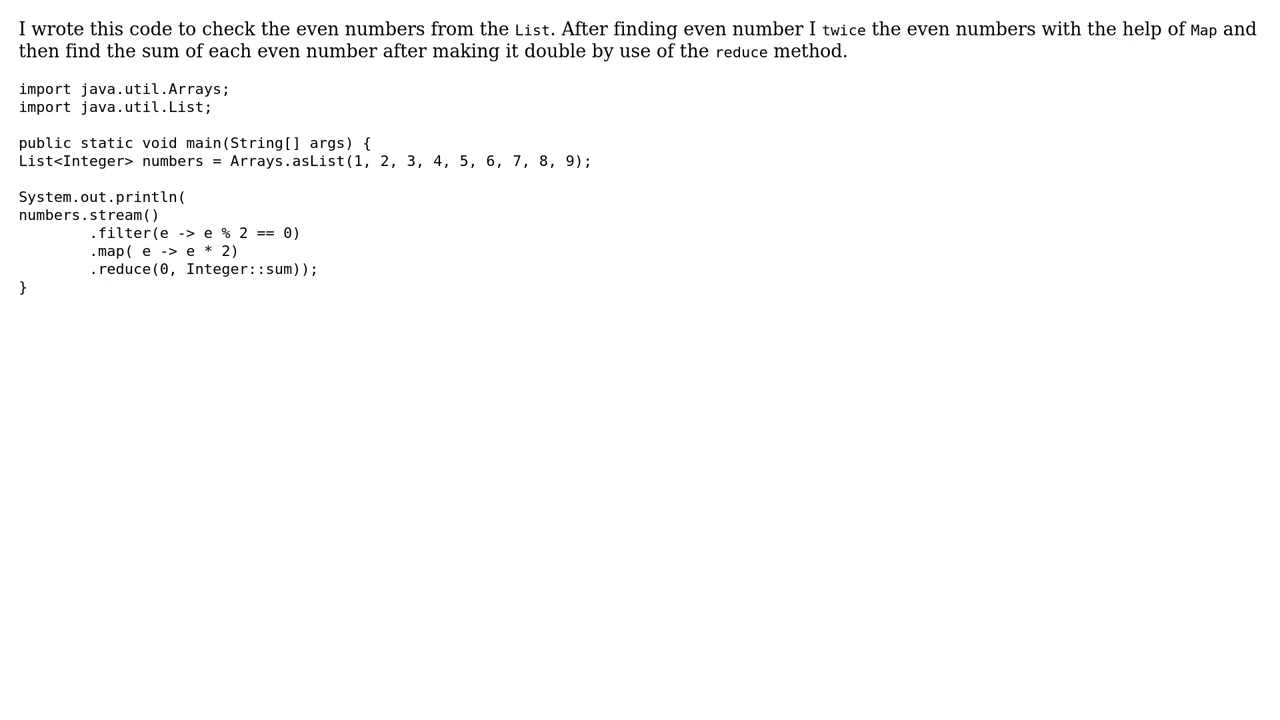 I wrote this code to check the even numbers from the List. After finding even number I twice the even numbers with the help of Map and
then find the sum of each even number after making it double by use of the reduce method.
import java.util.Arrays;
import java.util.List;
public static void main(String[] args) {
List<Integer> numbers = Arrays.asList(1, 2, 3, 4, 5, 6, 7, 8, 9);
System.out.println(
numbers.stream()
        .filter(e -> e % 2 == 0)
        .map( e -> e * 2)
        .reduce(0, Integer::sum));
}